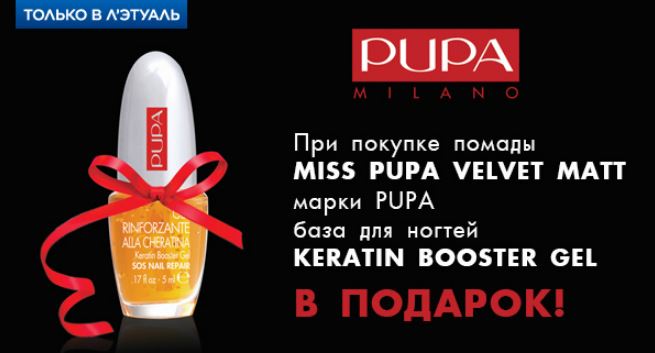 ТОЛЬКО В Л'ЭТУАЛЬ
PUPA
MILANO
При покупке помады
MISS PUPA VELVET MATT
марки PUPA
база для ногтей
KERATIN BOOSTER GEL
В ПОДАРОК!
PUPA
RINFORZANTE
ALLA CHERATINA
Keratin Booster Gel
SOS NAIL REPAIR
.17 fl oz - 5 ml e